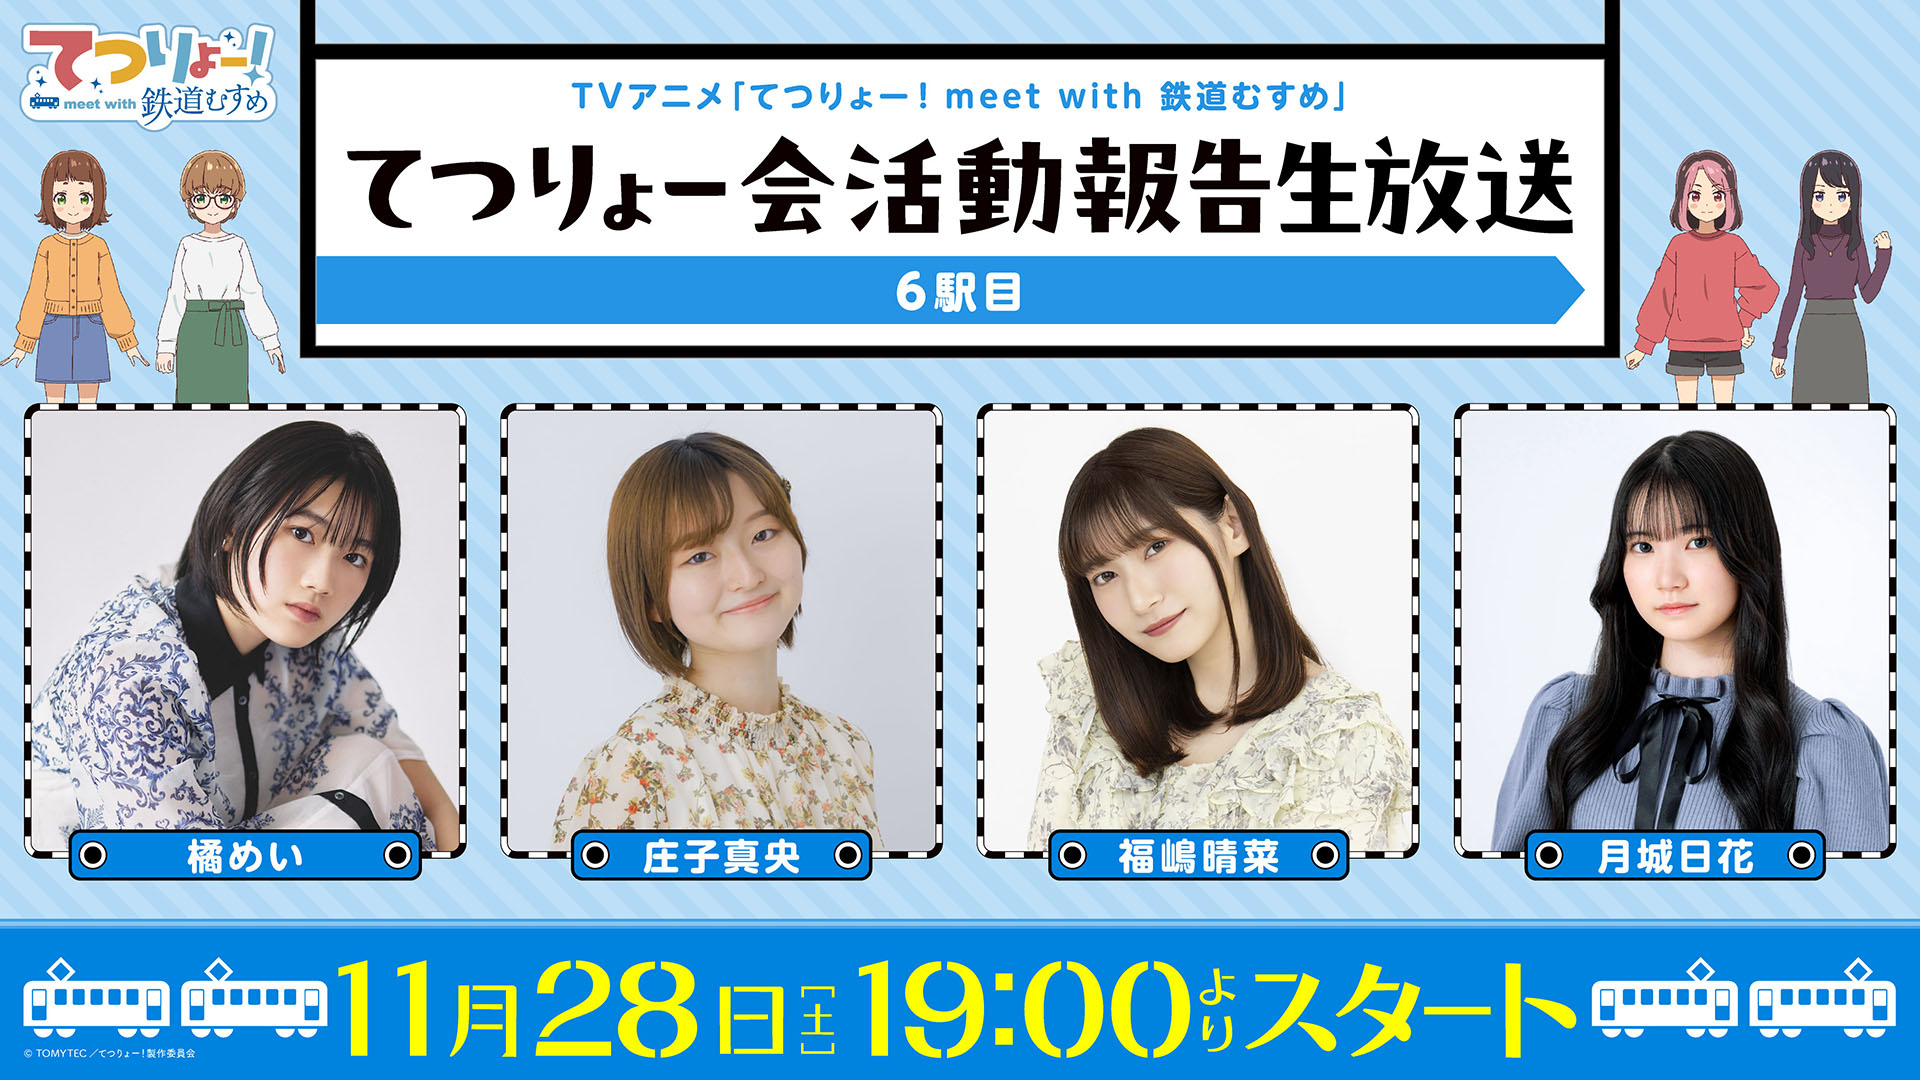 てつりょー!
meet with 鉄道むすめ
TVアニメ「てつりょー! meet with 鉄道むすめ」
てつりょー会活動報告生放送
6駅目
橘めい
庄子真央
福嶋晴菜
月城日花
11月28日[土]19:00よりスタート
© TOMYTEC/てつりょー!製作委員会